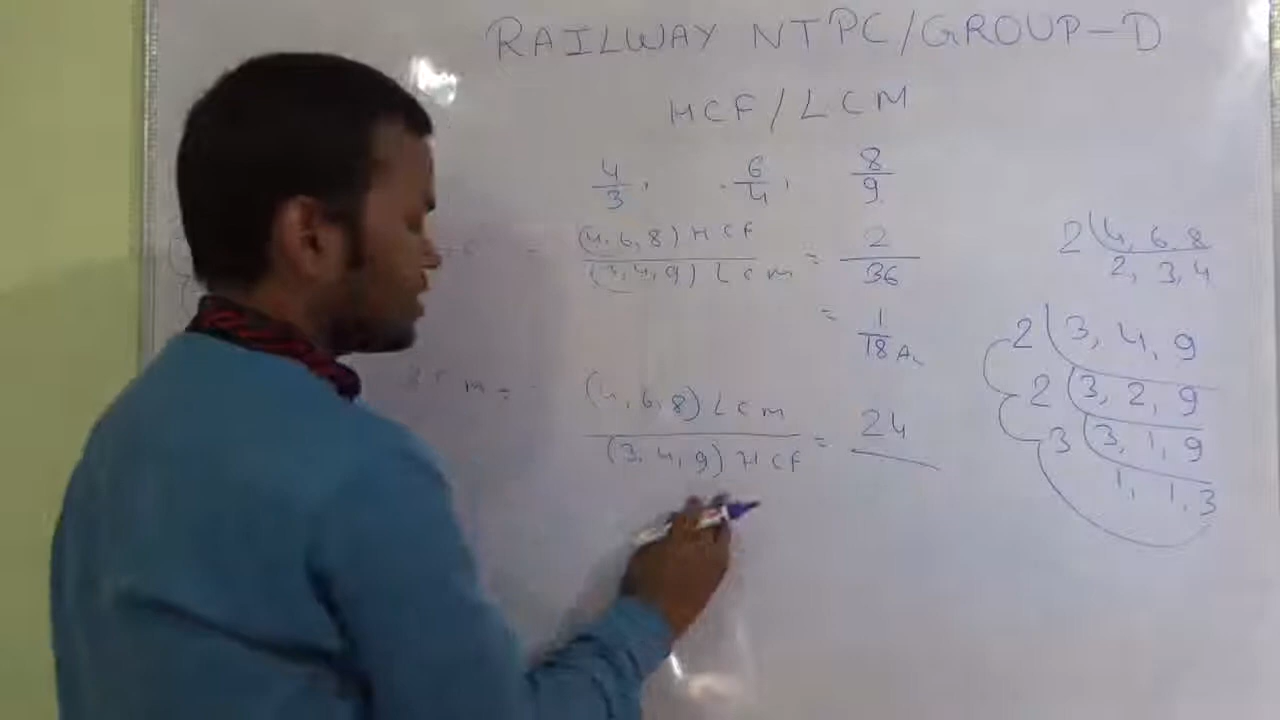 RAILWAY NTPC/GROUP-D
HCF/LCM
4/3, 6/4, 8/9
(4,6,8) HCF / (3,4,9) LCM = 2/36
= 1/18 A
(4,6,8) LCM / (3,4,9) HCF = 24
2 4, 6, 8
2, 3, 4
2 3, 4, 9
2 3, 2, 9
3 3, 1, 9
1, 1, 3